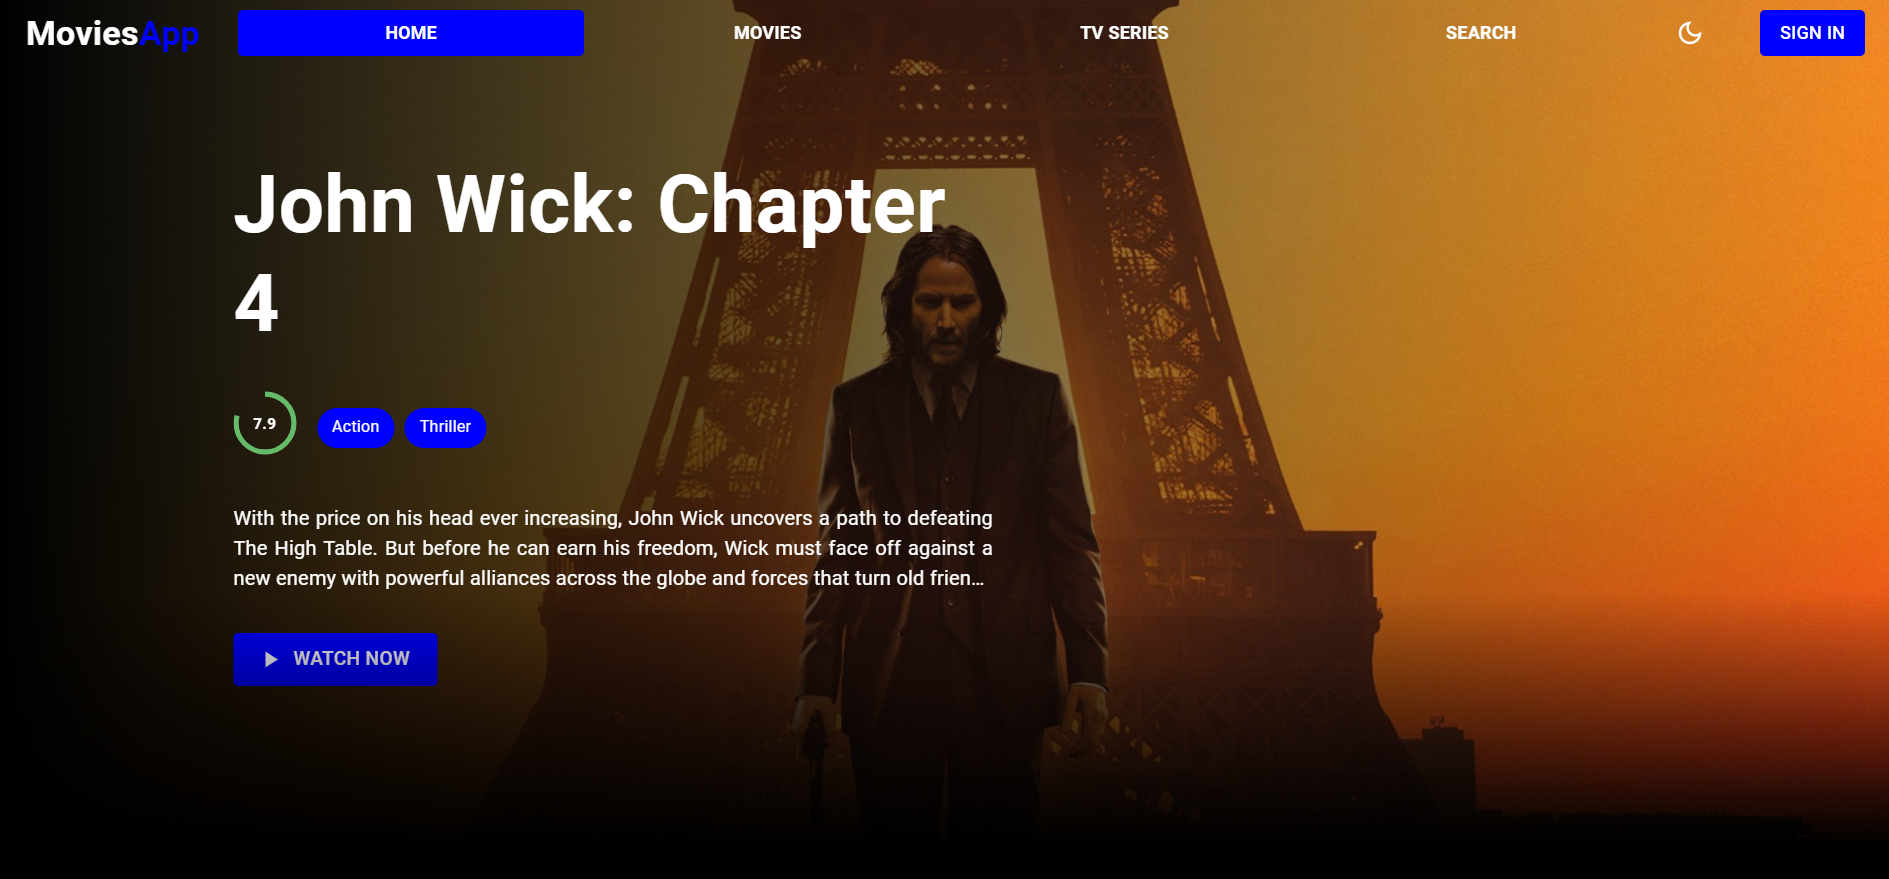 MoviesApp HOME MOVIES TV SERIES SEARCH SIGN IN
John Wick: Chapter
4
7.9 Action Thriller
With the price on his head ever increasing, John Wick uncovers a path to defeating
The High Table. But before he can earn his freedom, Wick must face off against a
new enemy with powerful alliances across the globe and forces that turn old frien...
WATCH NOW